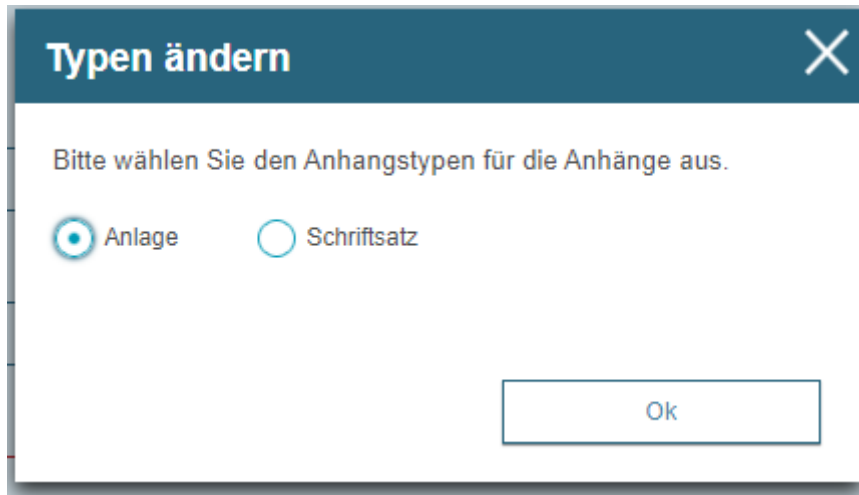 Typen ändern
Bitte wählen Sie den Anhangstypen für die Anhänge aus.
Anlage Schriftsatz
Ok